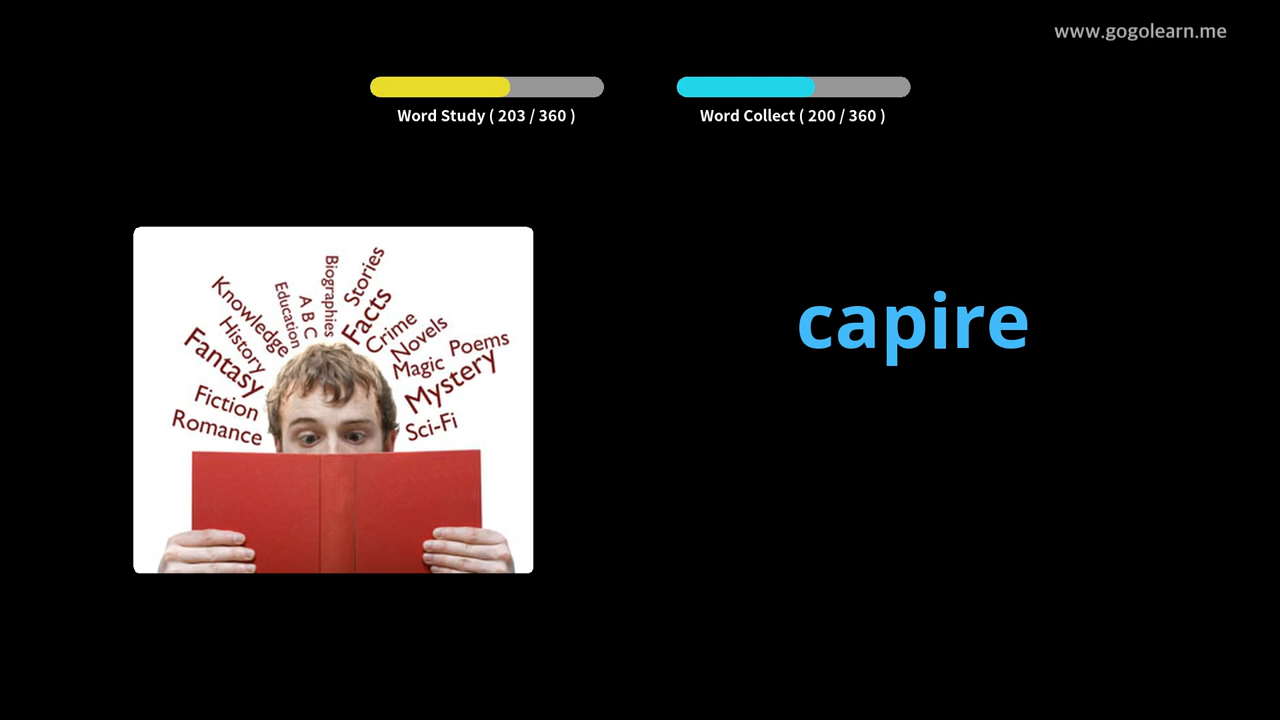 www.gogolearn.me
Word Study ( 203 / 360 )
Word Collect ( 200 / 360 )
Biographies
Stories
Education
A B C
Facts
Knowledge
Crime
History
Novels
Fantasy
Magic
Poems
Mystery
Fiction
Romance
Sci-Fi
capire